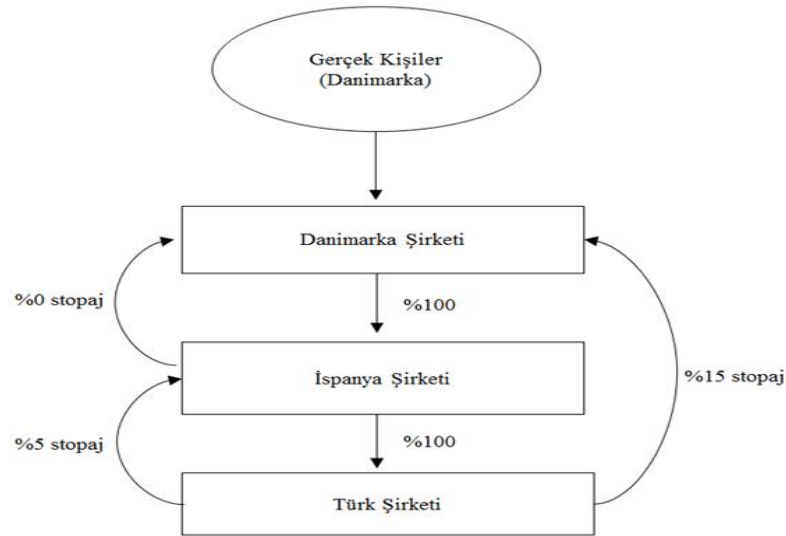 Gerçek Kişiler
(Danimarka)
Danimarka Şirketi
%0 stopaj
%100
İspanya Şirketi
%15 stopaj
%5 stopaj
%100
Türk Şirketi